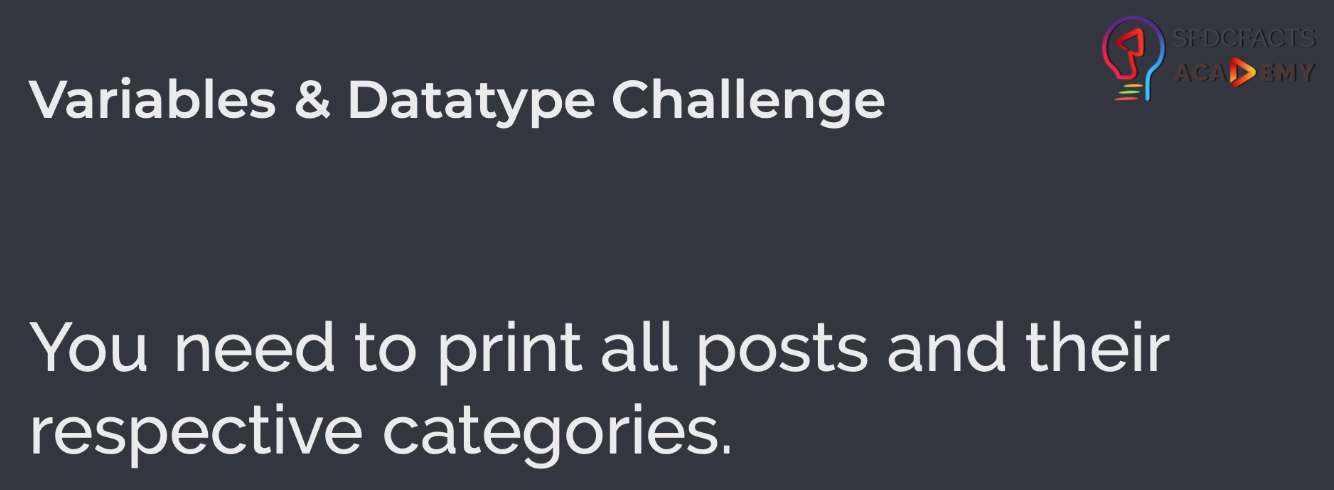 SFDCFACTS
ACADEMY
Variables & Datatype Challenge
You need to print all posts and their
respective categories.